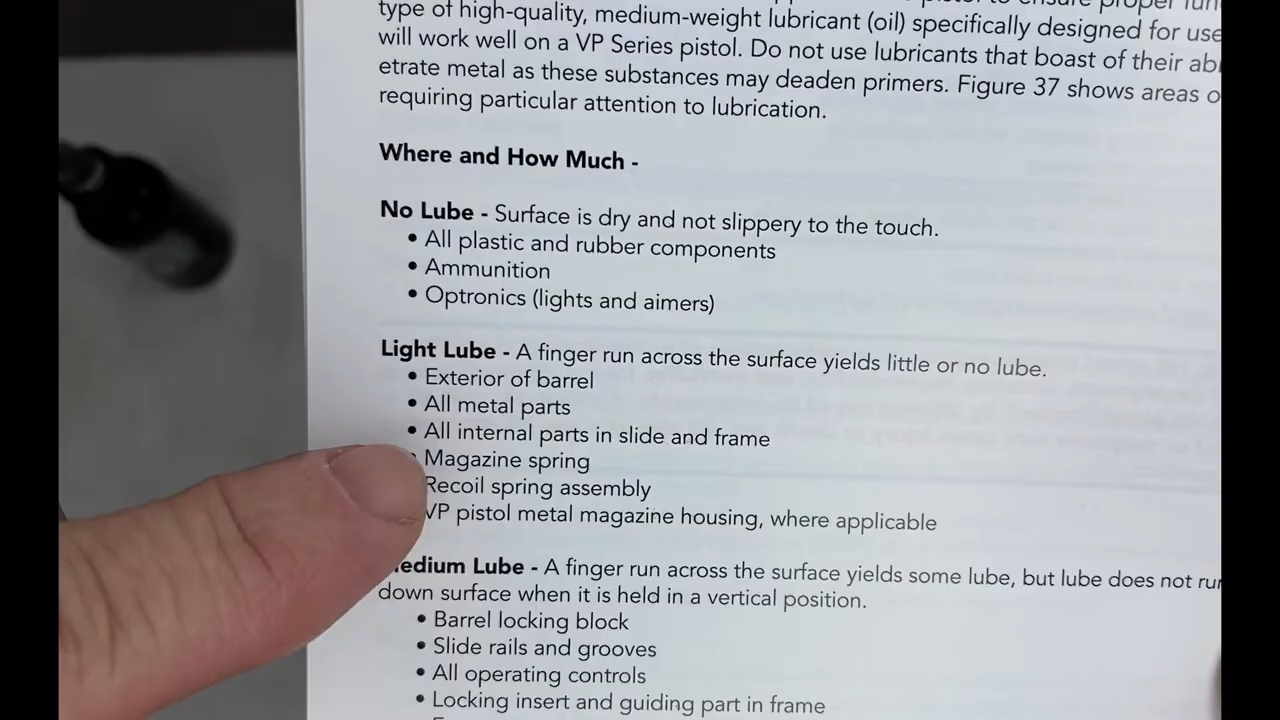 type of high-quality, medium-weight lubricant (oil) specifically designed for use
will work well on a VP Series pistol. Do not use lubricants that boast of their
etrate metal as these substances may deaden primers. Figure 37 shows areas
requiring particular attention to lubrication.
Where and How Much -
No Lube - Surface is dry and not slippery to the touch.
• All plastic and rubber components
• Ammunition
• Optronics (lights and aimers)
Light Lube - A finger run across the surface yields little or no lube.
• Exterior of barrel
• All metal parts
• All internal parts in slide and frame
Magazine spring
Recoil spring assembly
VP pistol metal magazine housing, where applicable
Medium Lube - A finger run across the surface yields some lube, but lube does not
down surface when it is held in a vertical position.
• Barrel locking block
• Slide rails and grooves
• All operating controls
• Locking insert and guiding part in frame